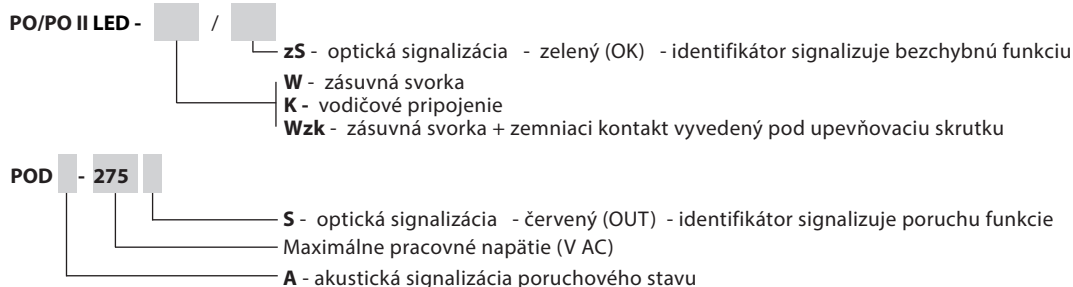 PO/PO II LED - /
zS - optická signalizácia - zelený (OK) - identifikátor signalizuje bezchybnú funkciu
W - zásuvná svorka
K - vodičové pripojenie
Wzk - zásuvná svorka + zemniaci kontakt vyvedený pod upevňovaciu skrutku
POD - 275
S - optická signalizácia - červený (OUT) - identifikátor signalizuje poruchu funkcie
Maximálne pracovné napätie (V AC)
A - akustická signalizácia poruchového stavu